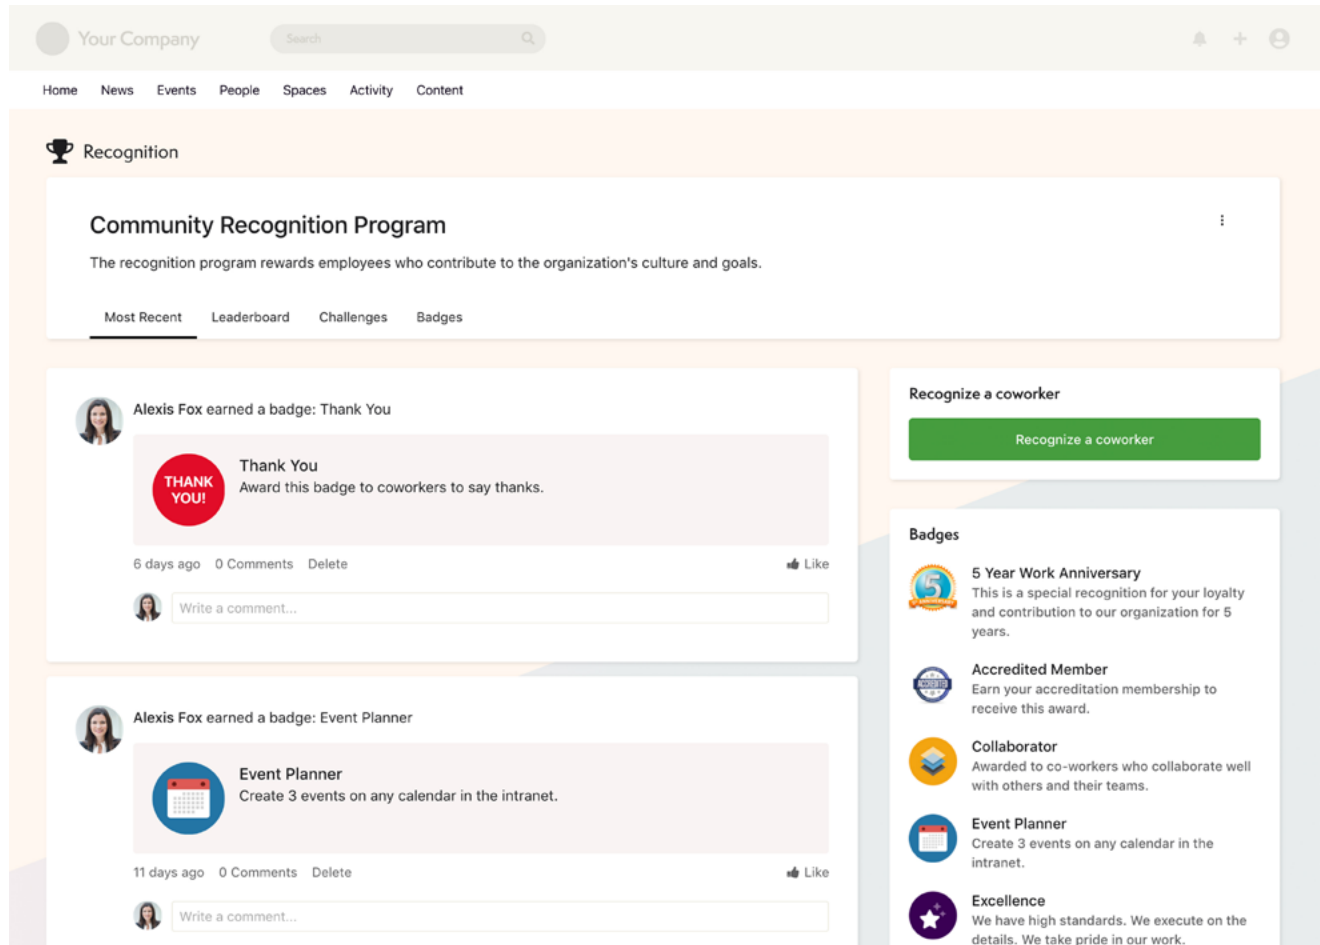 Your Company
Search
Home News Events People Spaces Activity Content
Recognition
Community Recognition Program
The recognition program rewards employees who contribute to the organization's culture and goals.
Most Recent Leaderboard Challenges Badges
Alexis Fox earned a badge: Thank You
THANK
YOU!
Thank You
Award this badge to coworkers to say thanks.
6 days ago 0 Comments Delete
Like
Write a comment...
Alexis Fox earned a badge: Event Planner
Event Planner
Create 3 events on any calendar in the intranet.
11 days ago 0 Comments Delete
Like
Write a comment...
Recognize a coworker
Recognize a coworker
Badges
5
ANNIVERSARY
5 Year Work Anniversary
This is a special recognition for your loyalty
and contribution to our organization for 5
years.
ACCREDITED
Accredited Member
Earn your accreditation membership to
receive this award.
Collaborator
Awarded to co-workers who collaborate well
with others and their teams.
Event Planner
Create 3 events on any calendar in the
intranet.
Excellence
We have high standards. We execute on the
details. We take pride in our work.